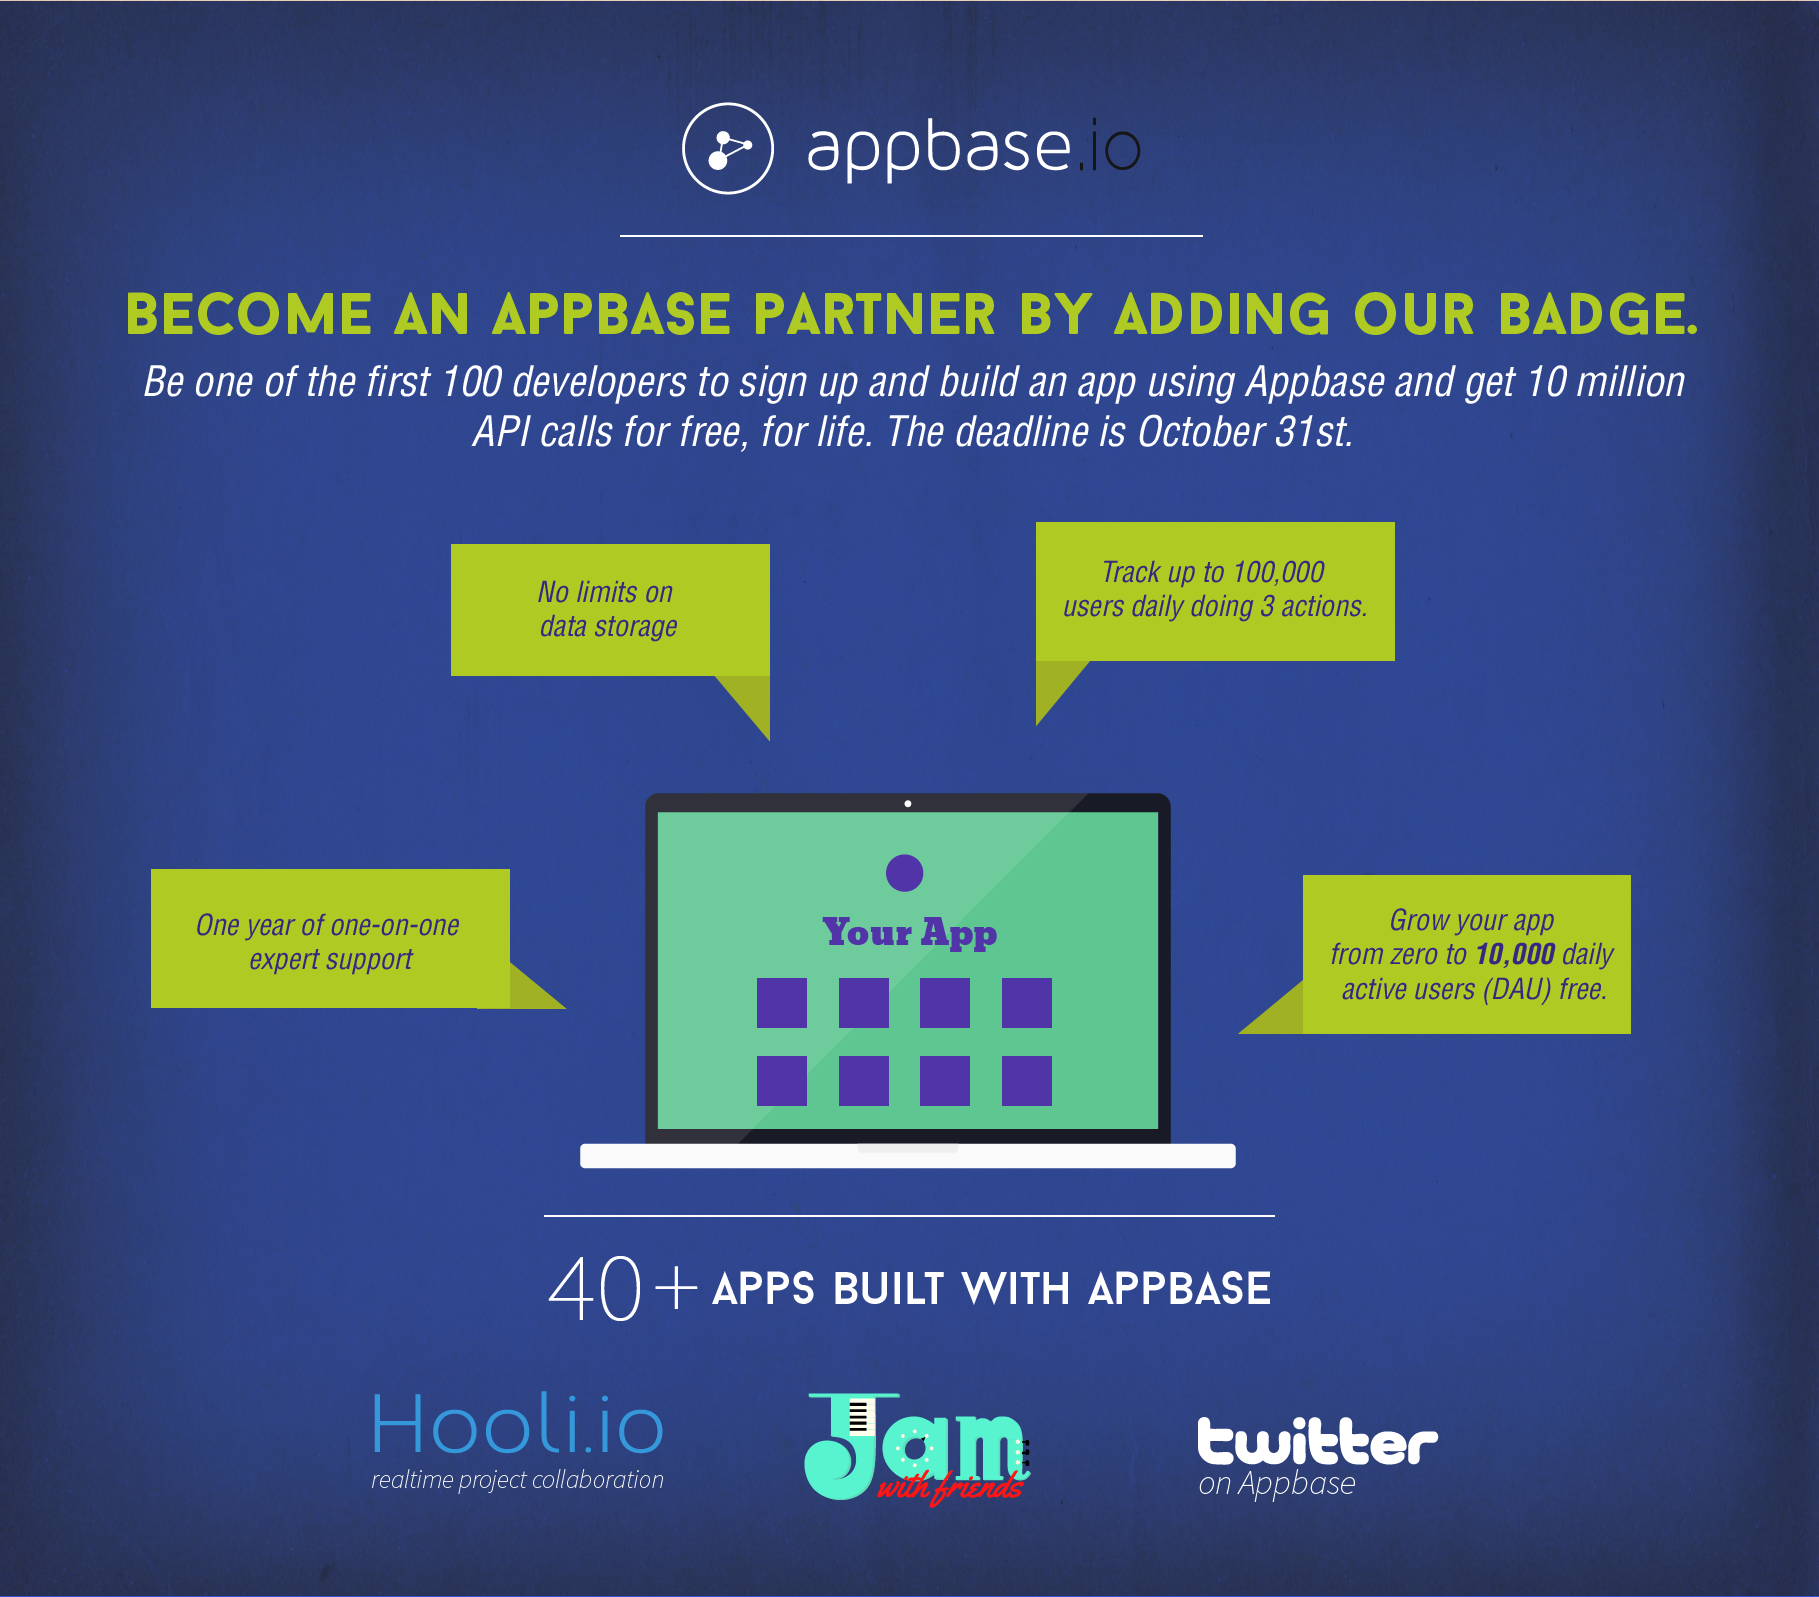 appbase.io
BECOME AN APPBASE PARTNER BY ADDING OUR BADGE.
Be one of the first 100 developers to sign up and build an app using Appbase and get 10 million
API calls for free, for life. The deadline is October 31st.
No limits on
data storage
Track up to 100,000
users daily doing 3 actions.
One year of one-on-one
expert support
Your App
Grow your app
from zero to 10,000 daily
active users (DAU) free.
40+ APPS BUILT WITH APPBASE
Hooli.io
realtime project collaboration
Jam
with friends
twitter
on Appbase